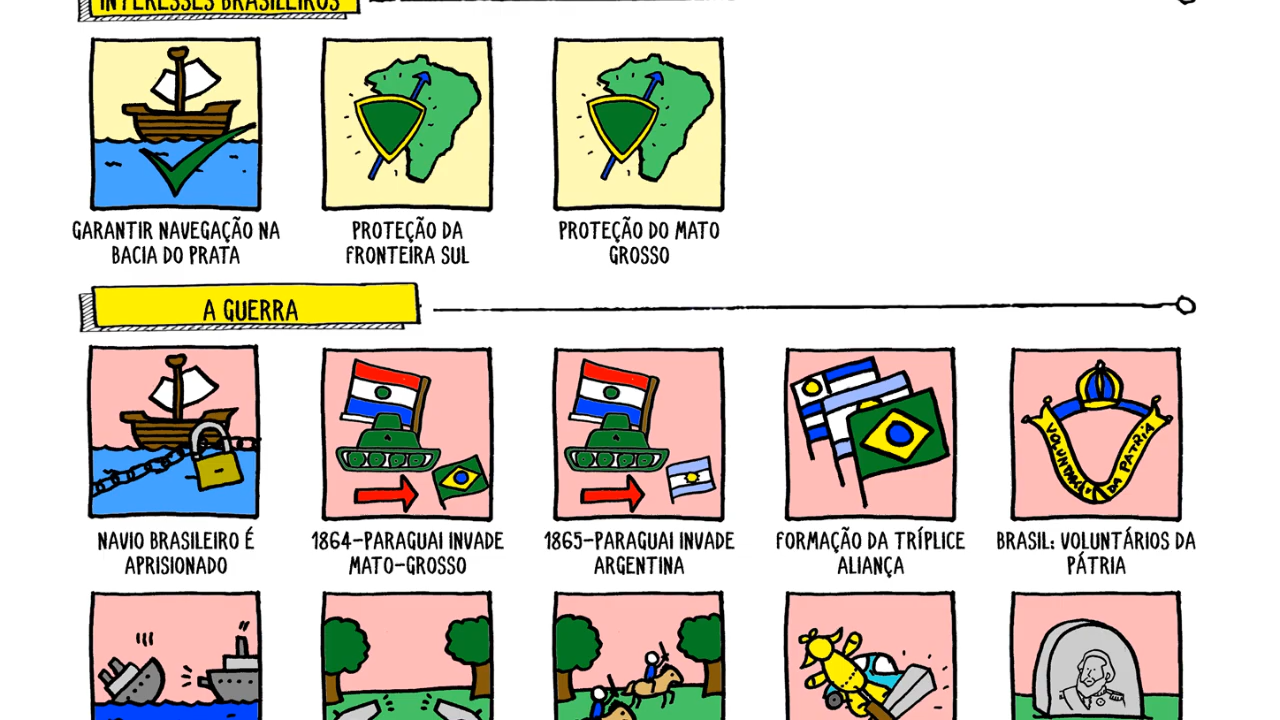 INTERESSES BRASILEIROS
GARANTIR NAVEGAÇÃO NA
BACIA DO PRATA
PROTEÇÃO DA
FRONTEIRA SUL
PROTEÇÃO DO MATO
GROSSO
A GUERRA
VOLUNTÁRIOS DA PATRIA
NAVIO BRASILEIRO É
APRISIONADO
1864-PARAGUAI INVADE
MATO-GROSSO
1865-PARAGUAI INVADE
ARGENTINA
FORMAÇÃO DA TRÍPLICE
ALIANÇA
BRASIL: VOLUNTÁRIOS DA
PÁTRIA